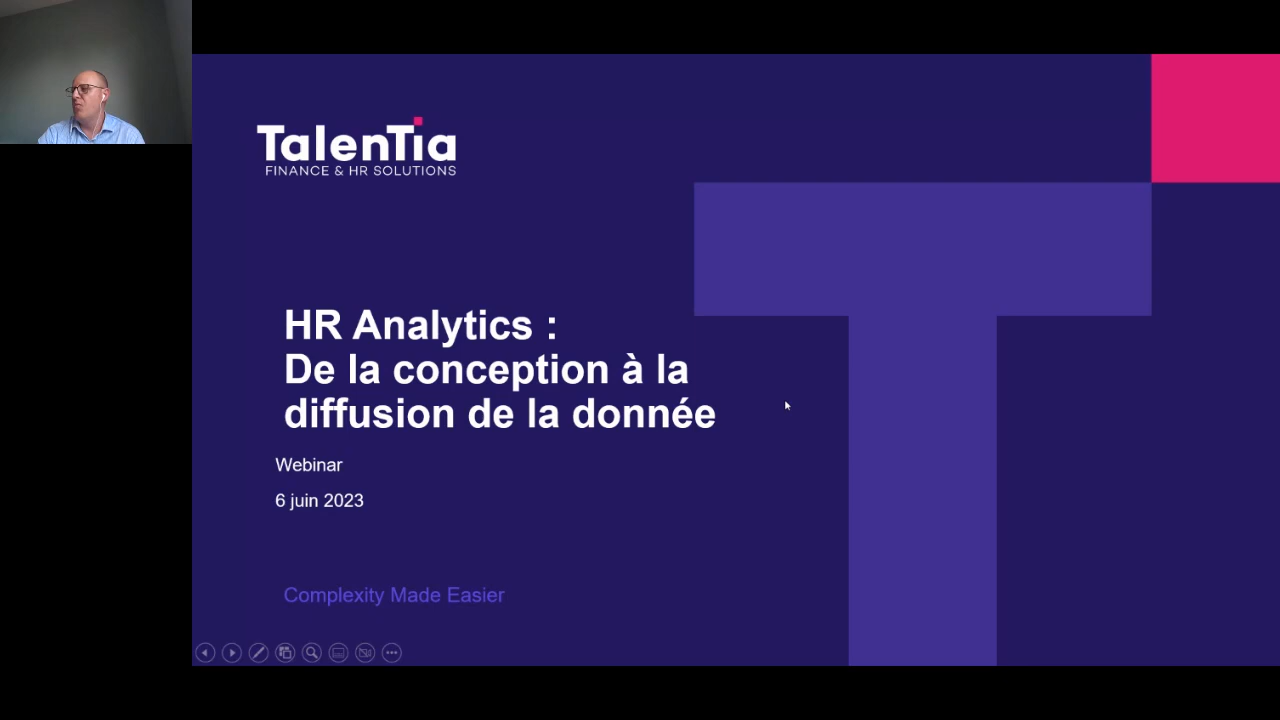 TalenTia
FINANCE & HR SOLUTIONS
HR Analytics :
De la conception à la
diffusion de la donnée
Webinar
6 juin 2023
Complexity Made Easier